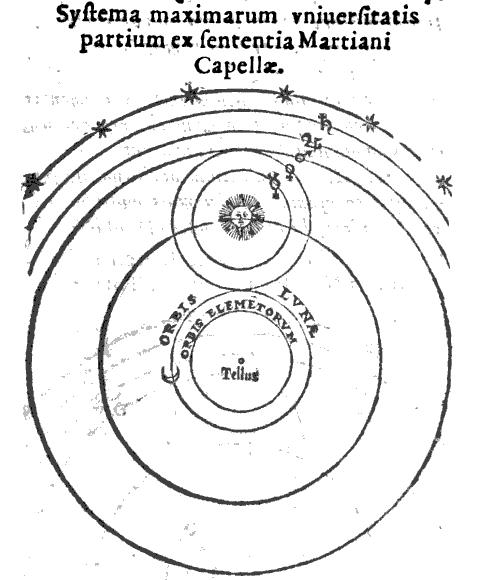 Syſtema maximarum vniuerſitatis
partium ex ſententia Martiani
Capellæ.
♄
♃
♂
♀
☿
ORBIS LVNÆ
ORBIS ELEMETORVM
Tellus